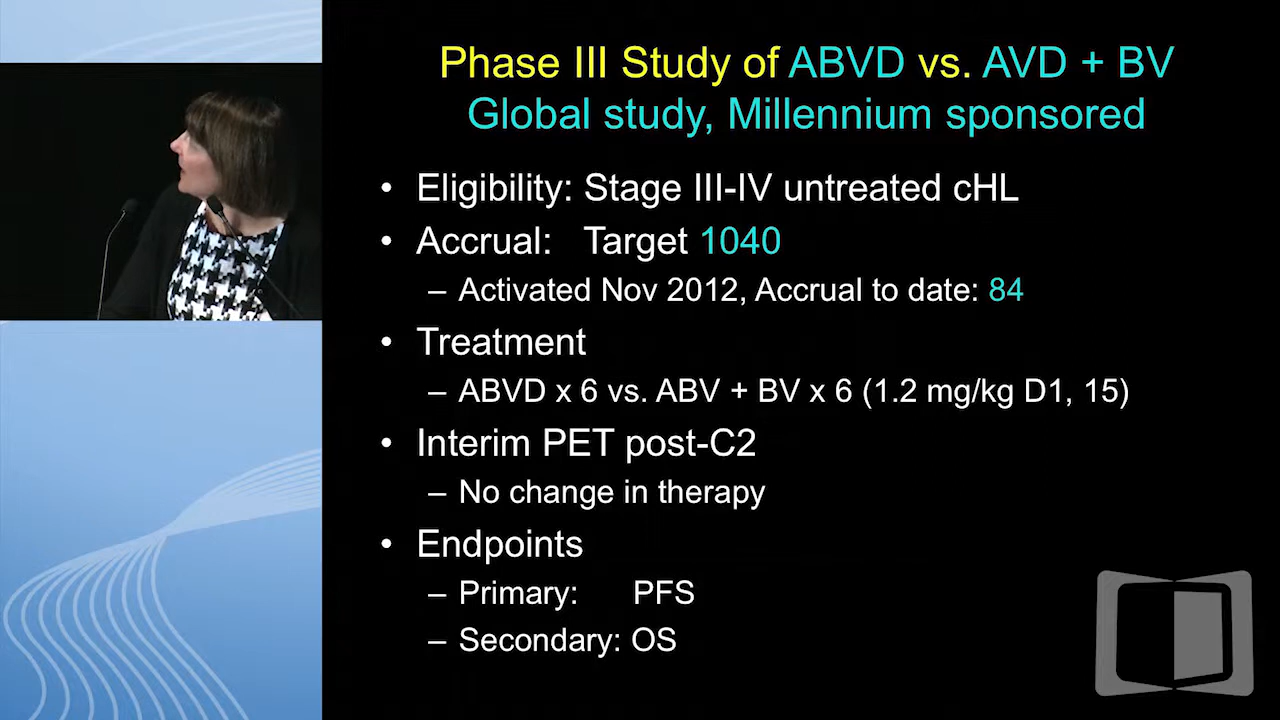 Phase III Study of ABVD vs. AVD + BV
Global study, Millennium sponsored
• Eligibility: Stage III-IV untreated cHL
• Accrual: Target 1040
– Activated Nov 2012, Accrual to date: 84
• Treatment
– ABVD x 6 vs. ABV + BV x 6 (1.2 mg/kg D1, 15)
• Interim PET post-C2
– No change in therapy
• Endpoints
– Primary: PFS
– Secondary: OS